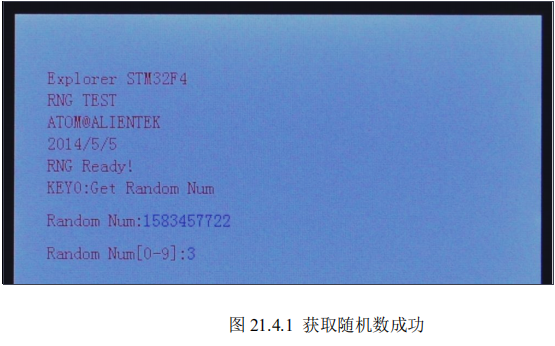 Explorer STM32F4
RNG TEST
ATOM@ALIENTEK
2014/5/5
RNG Ready!
KEY0:Get Random Num
Random Num:1583457722
Random Num[0-9]:3
图 21.4.1 获取随机数成功